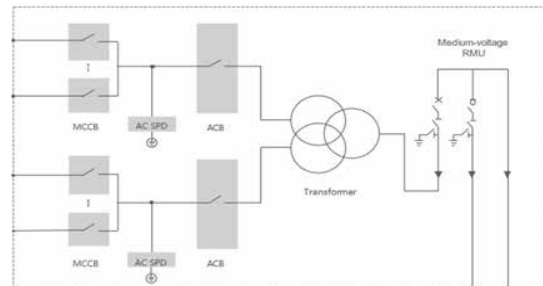 Medium-voltage
RMU
I
MCCB
AC SPD
ACB
Transformer
I
MCCB
AC SPD
ACB